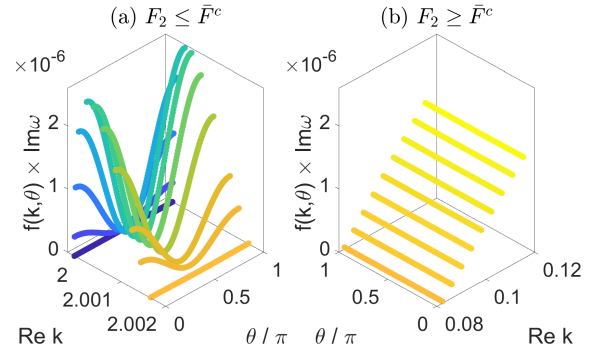 (a) F₂ ≤ F̄ᶜ
(b) F₂ ≥ F̄ᶜ
×10⁻⁶
×10⁻⁶
f(k,θ) × Imω
2
1
0
2
2.001
2.002
0
0.5
1
Re k
θ / π
f(k,θ) × Imω
2
1
0
1
0.5
0
0.08
0.1
0.12
θ / π
Re k